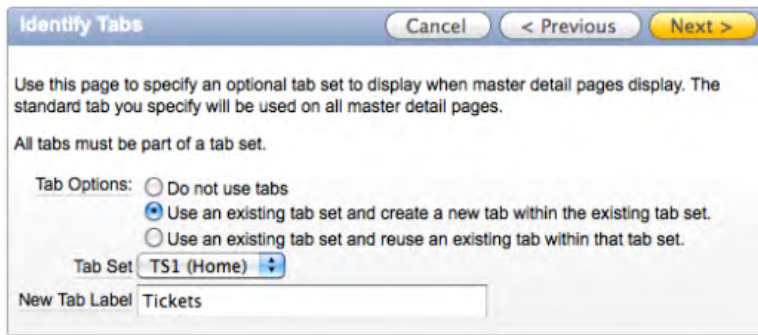 Identify Tabs Cancel < Previous Next >
Use this page to specify an optional tab set to display when master detail pages display. The
standard tab you specify will be used on all master detail pages.
All tabs must be part of a tab set.
Tab Options: Do not use tabs
Use an existing tab set and create a new tab within the existing tab set.
Use an existing tab set and reuse an existing tab within that tab set.
Tab Set TS1 (Home)
New Tab Label Tickets